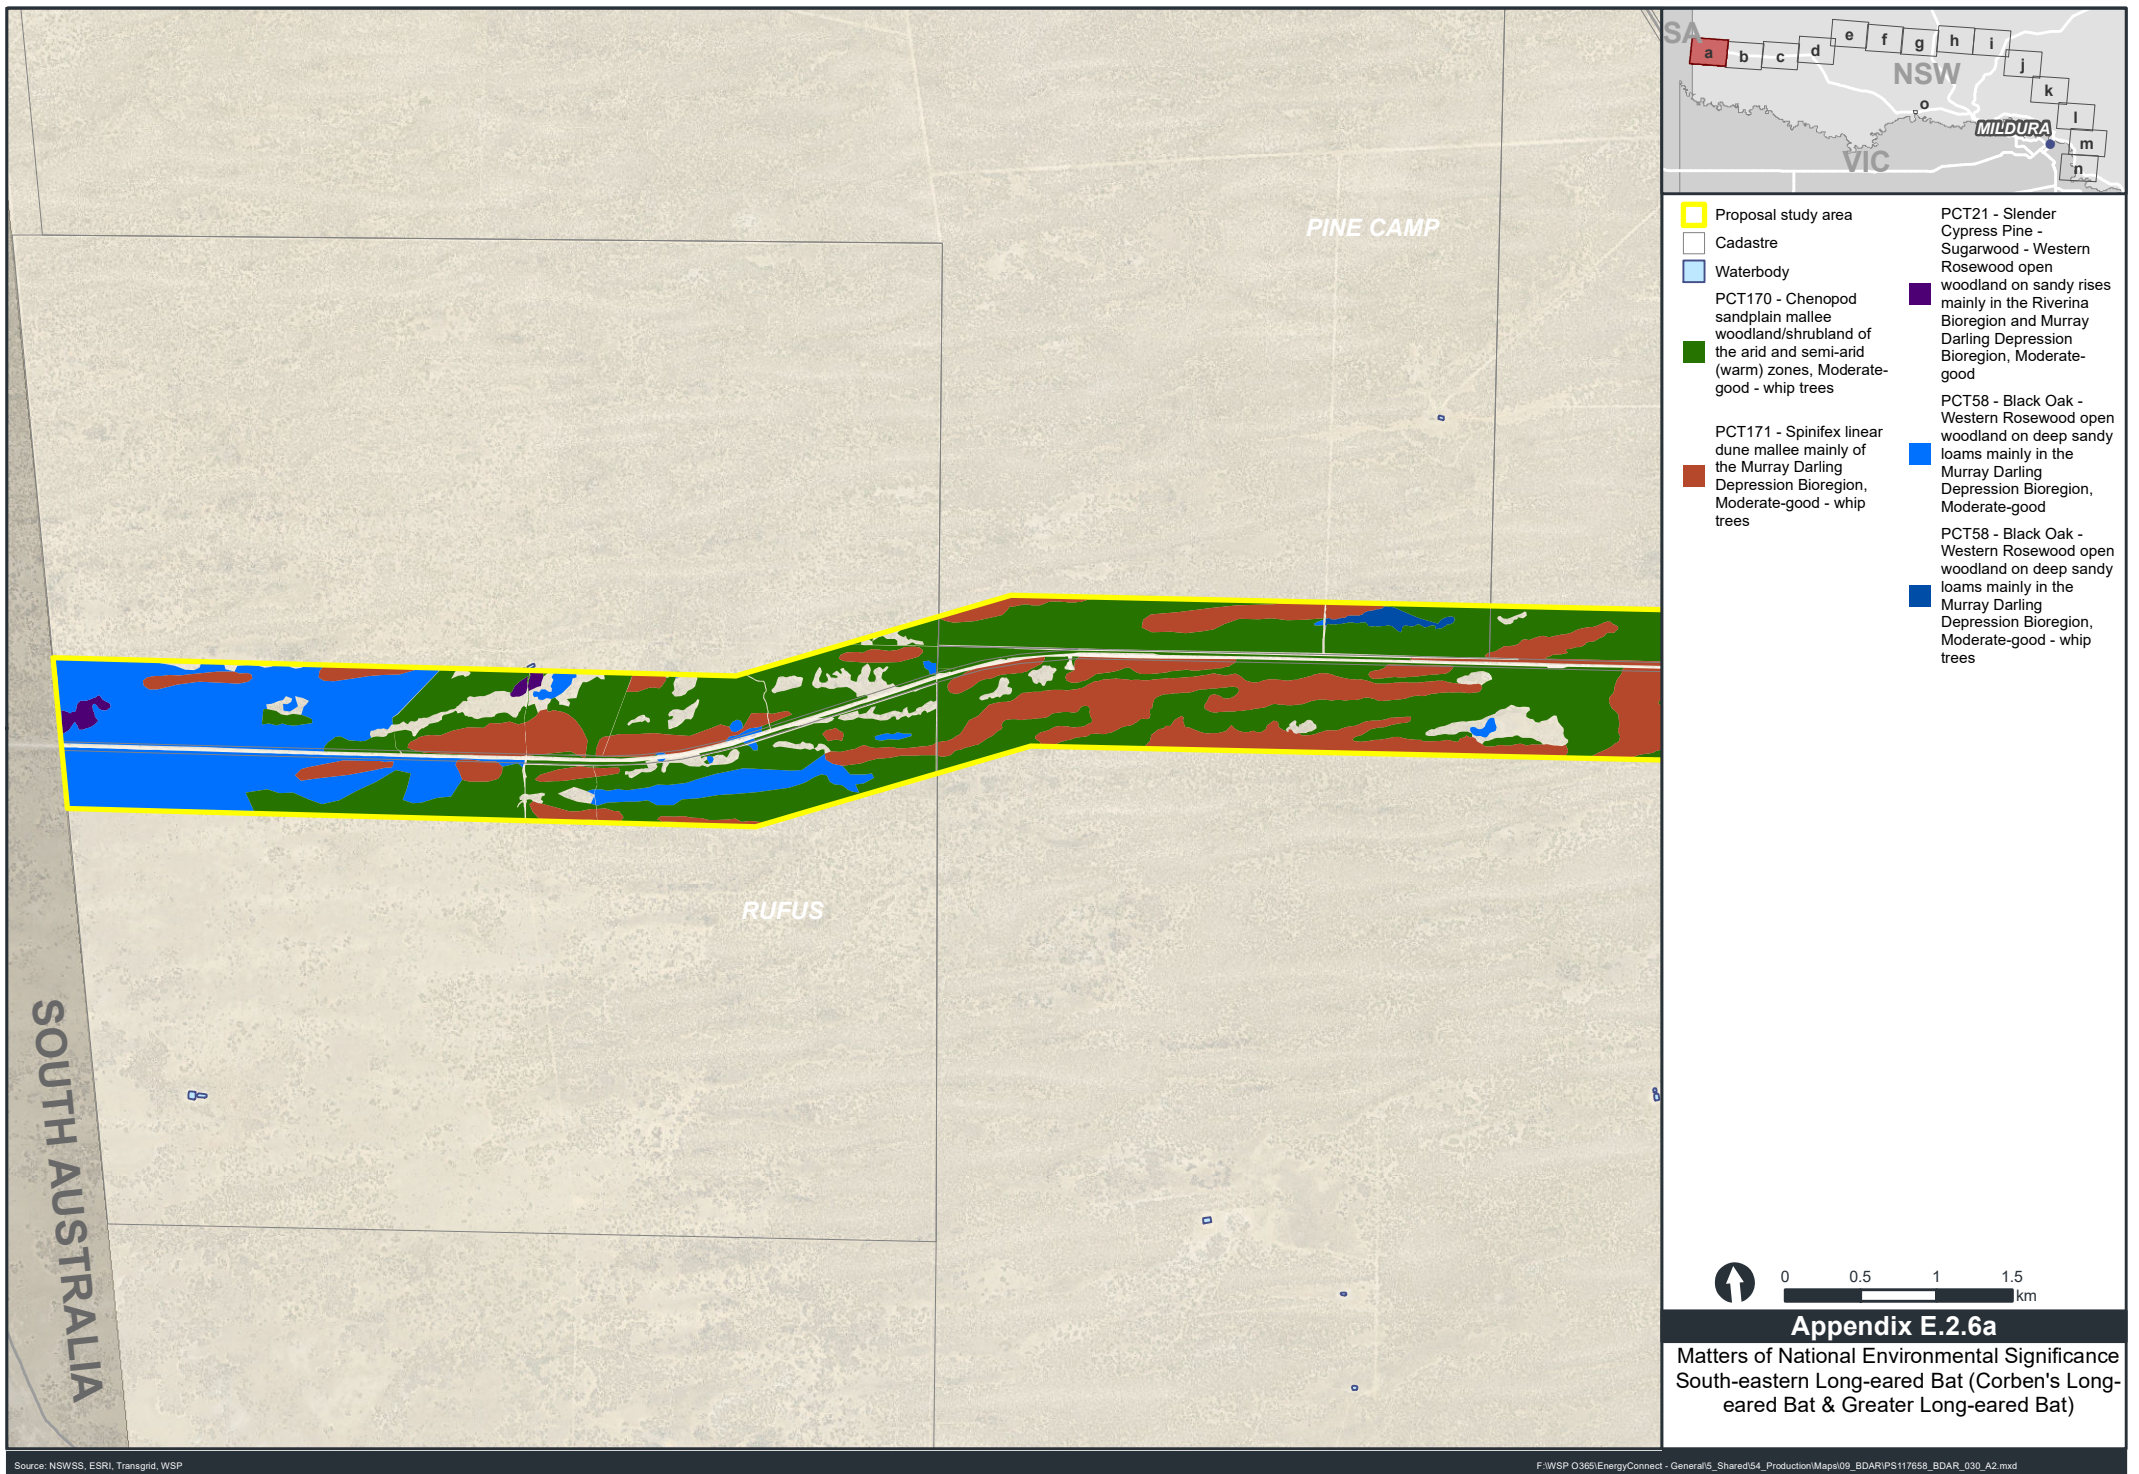 PINE CAMP
RUFUS
SOUTH AUSTRALIA
SA
a
b
c
d
e
f
g
h
i
j
k
l
m
n
o
NSW
MILDURA
VIC
Proposal study area
Cadastre
Waterbody
PCT170 - Chenopod
sandplain mallee
woodland/shrubland of
the arid and semi-arid
(warm) zones, Moderate-
good - whip trees
PCT171 - Spinifex linear
dune mallee mainly of
the Murray Darling
Depression Bioregion,
Moderate-good - whip
trees
PCT21 - Slender
Cypress Pine -
Sugarwood - Western
Rosewood open
woodland on sandy rises
mainly in the Riverina
Bioregion and Murray
Darling Depression
Bioregion, Moderate-
good
PCT58 - Black Oak -
Western Rosewood open
woodland on deep sandy
loams mainly in the
Murray Darling
Depression Bioregion,
Moderate-good
PCT58 - Black Oak -
Western Rosewood open
woodland on deep sandy
loams mainly in the
Murray Darling
Depression Bioregion,
Moderate-good - whip
trees
0 0.5 1 1.5
km
Appendix E.2.6a
Matters of National Environmental Significance
South-eastern Long-eared Bat (Corben's Long-
eared Bat & Greater Long-eared Bat)
Source: NSWSS, ESRI, Transgrid, WSP
F:\WSP O365\EnergyConnect - General\5_Shared\54_Production\Maps\09_BDAR\PS117658_BDAR_030_A2.mxd